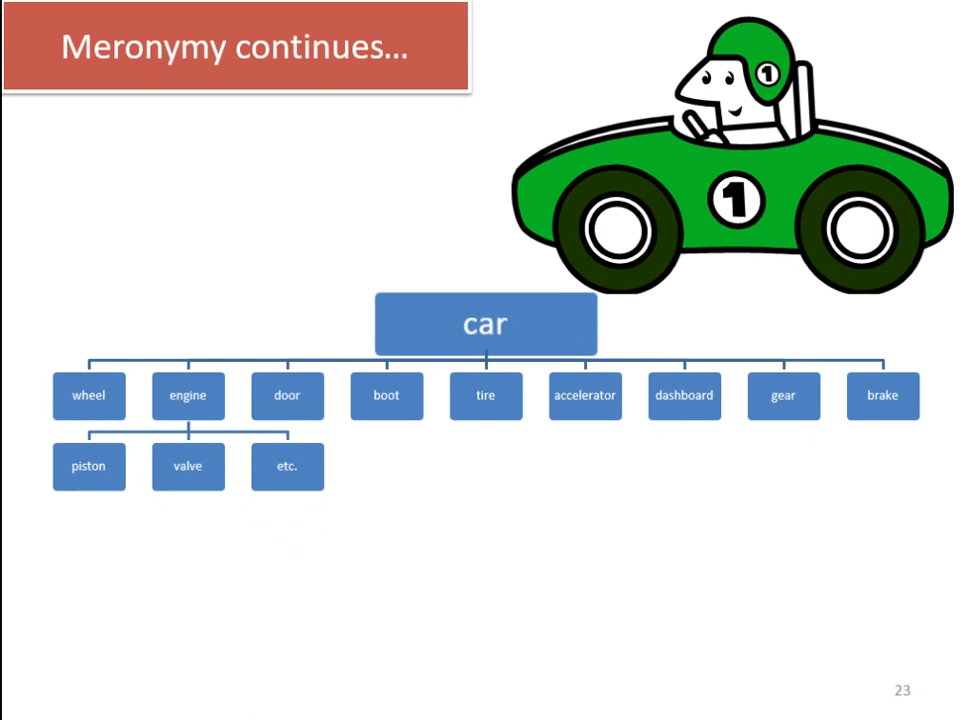 Meronymy continues...
1
1
car
wheel
engine
door
boot
tire
accelerator
dashboard
gear
brake
piston
valve
etc.
23